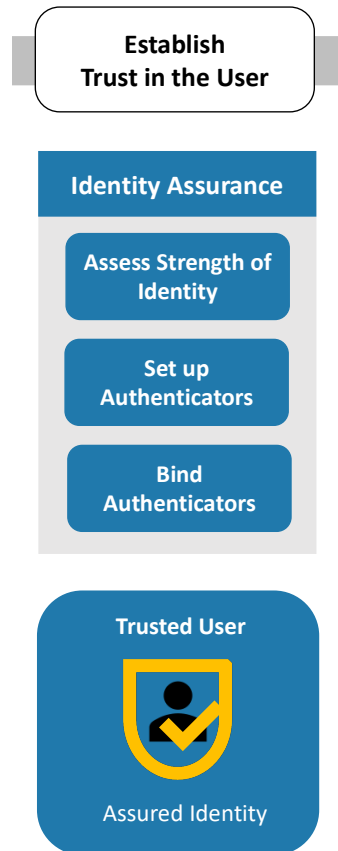 Establish
Trust in the User
Identity Assurance
Assess Strength of
Identity
Set up
Authenticators
Bind
Authenticators
Trusted User
Assured Identity